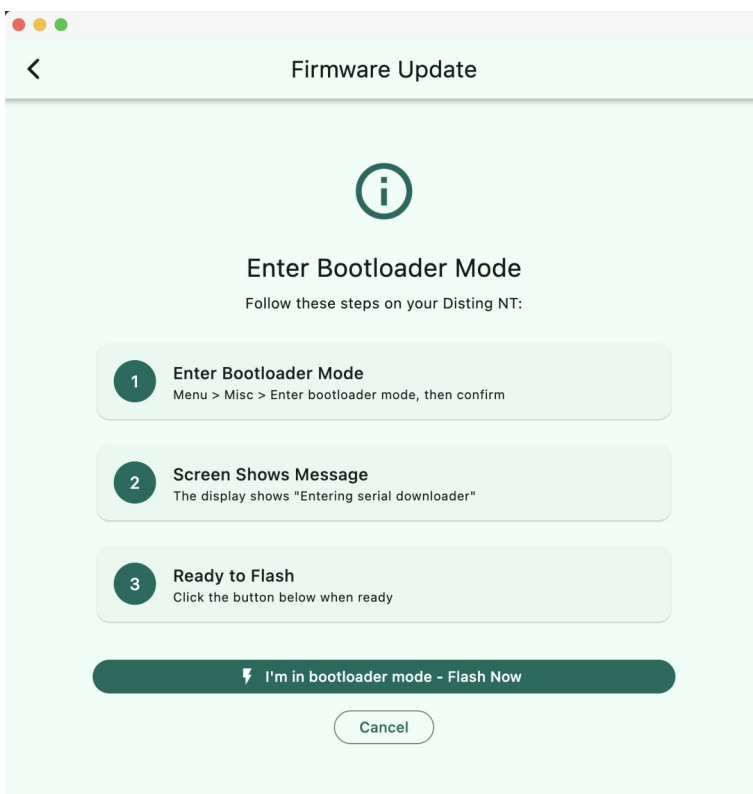 Firmware Update
Enter Bootloader Mode
Follow these steps on your Disting NT:
1
Enter Bootloader Mode
Menu > Misc > Enter bootloader mode, then confirm
2
Screen Shows Message
The display shows "Entering serial downloader"
3
Ready to Flash
Click the button below when ready
I'm in bootloader mode - Flash Now
Cancel